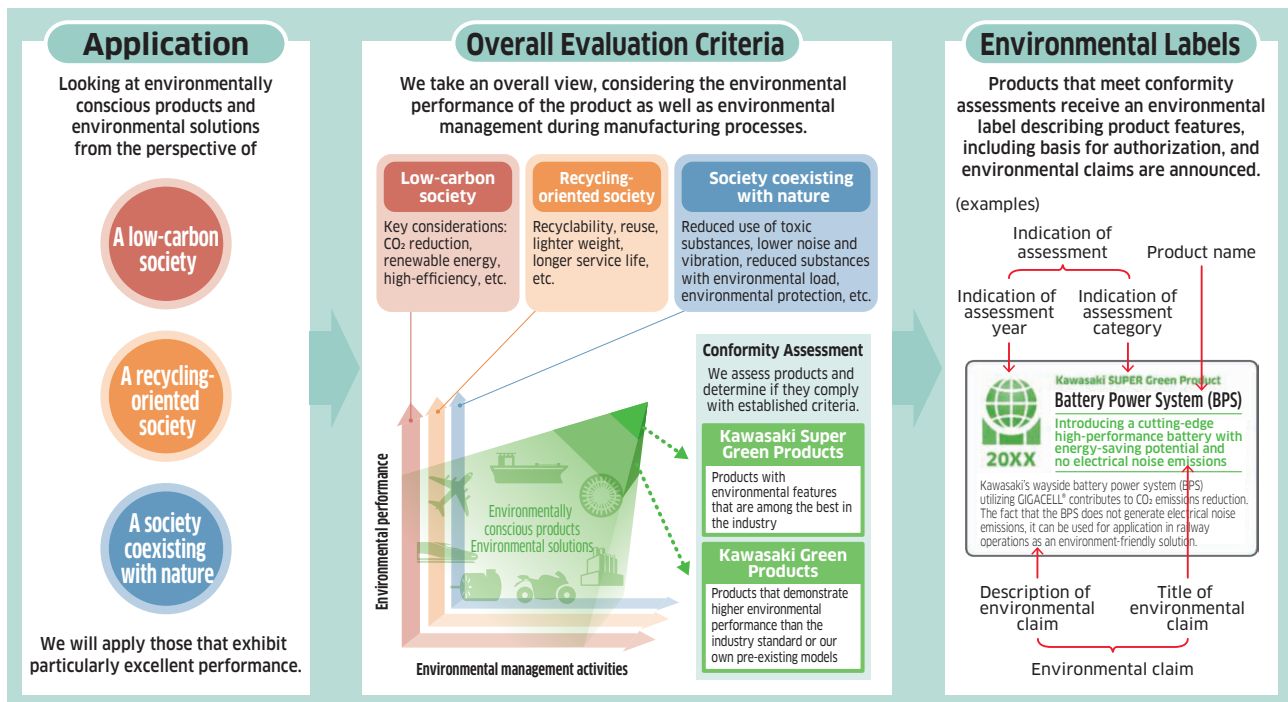 Application
Looking at environmentally
conscious products and
environmental solutions
from the perspective of
A low-carbon
society
A recycling-
oriented
society
A society
coexisting
with nature
We will apply those that exhibit
particularly excellent performance.
Overall Evaluation Criteria
We take an overall view, considering the environmental
performance of the product as well as environmental
management during manufacturing processes.
Low-carbon
society
Key considerations:
CO₂ reduction,
renewable energy,
high-efficiency, etc.
Recycling-
oriented society
Recyclability, reuse,
lighter weight,
longer service life,
etc.
Society coexisting
with nature
Reduced use of toxic
substances, lower noise and
vibration, reduced substances
with environmental load,
environmental protection, etc.
Environmental performance
Environmentally
conscious products
Environmental solutions
Environmental management activities
Conformity Assessment
We assess products and
determine if they comply
with established criteria.
Kawasaki Super
Green Products
Products with
environmental features
that are among the best in
the industry
Kawasaki Green
Products
Products that demonstrate
higher environmental
performance than the
industry standard or our
own pre-existing models
Environmental Labels
Products that meet conformity
assessments receive an environmental
label describing product features,
including basis for authorization, and
environmental claims are announced.
(examples)
Indication of
assessment
Product name
Indication of
assessment
year
Indication of
assessment
category
Kawasaki SUPER Green Product
Battery Power System (BPS)
Introducing a cutting-edge
high-performance battery with
energy-saving potential and
no electrical noise emissions
20XX
Kawasaki's wayside battery power system (BPS)
utilizing GIGACELL® contributes to CO₂ emissions reduction.
The fact that the BPS does not generate electrical noise
emissions, it can be used for application in railway
operations as an environment-friendly solution.
Description of
environmental
claim
Title of
environmental
claim
Environmental claim